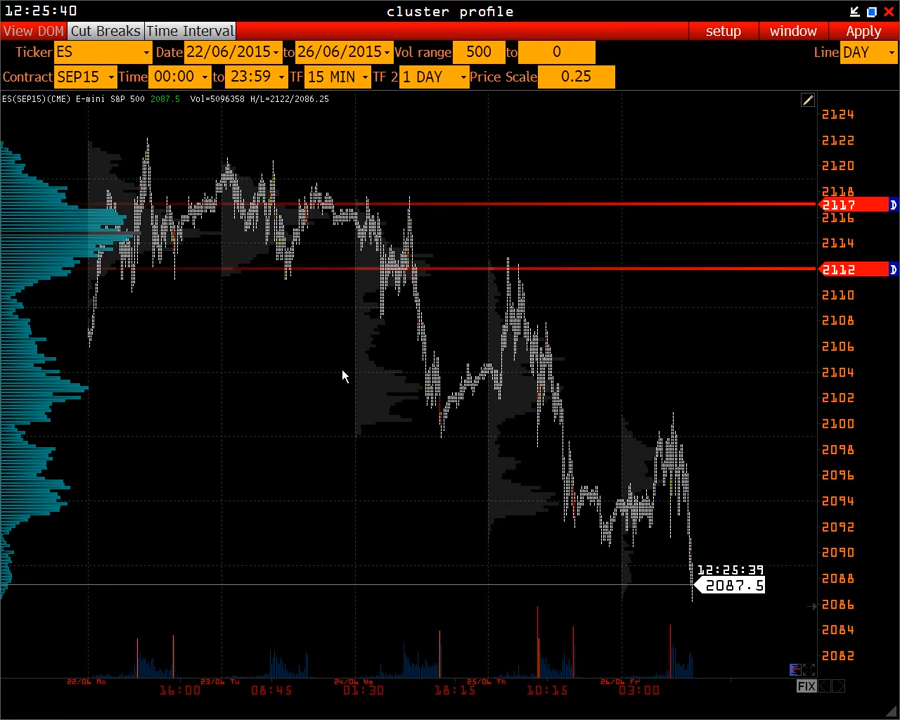 12:25:40 cluster profile
View DOM Cut Breaks Time Interval setup window Apply
Ticker ES Date 22/06/2015 to 26/06/2015 Vol range 500 to 0 Line DAY
Contract SEP15 Time 00:00 to 23:59 TF 15 MIN TF 2 1 DAY Price Scale 0.25
ES(SEP15)(CME) E-mini S&P 500 2087.5 Vol=5096358 H/L=2122/2086.25
2124
2122
2120
2118
2117 D
2116
2114
2112 D
2110
2108
2106
2104
2102
2100
2098
2096
2094
2092
2090
12:25:39
2088
2087.5
2086
2084
2082
22/06 Mo 23/06 Tu 24/06 We 25/06 Th 26/06 Fr
16:00 08:45 01:30 18:15 10:15 03:00
FIX